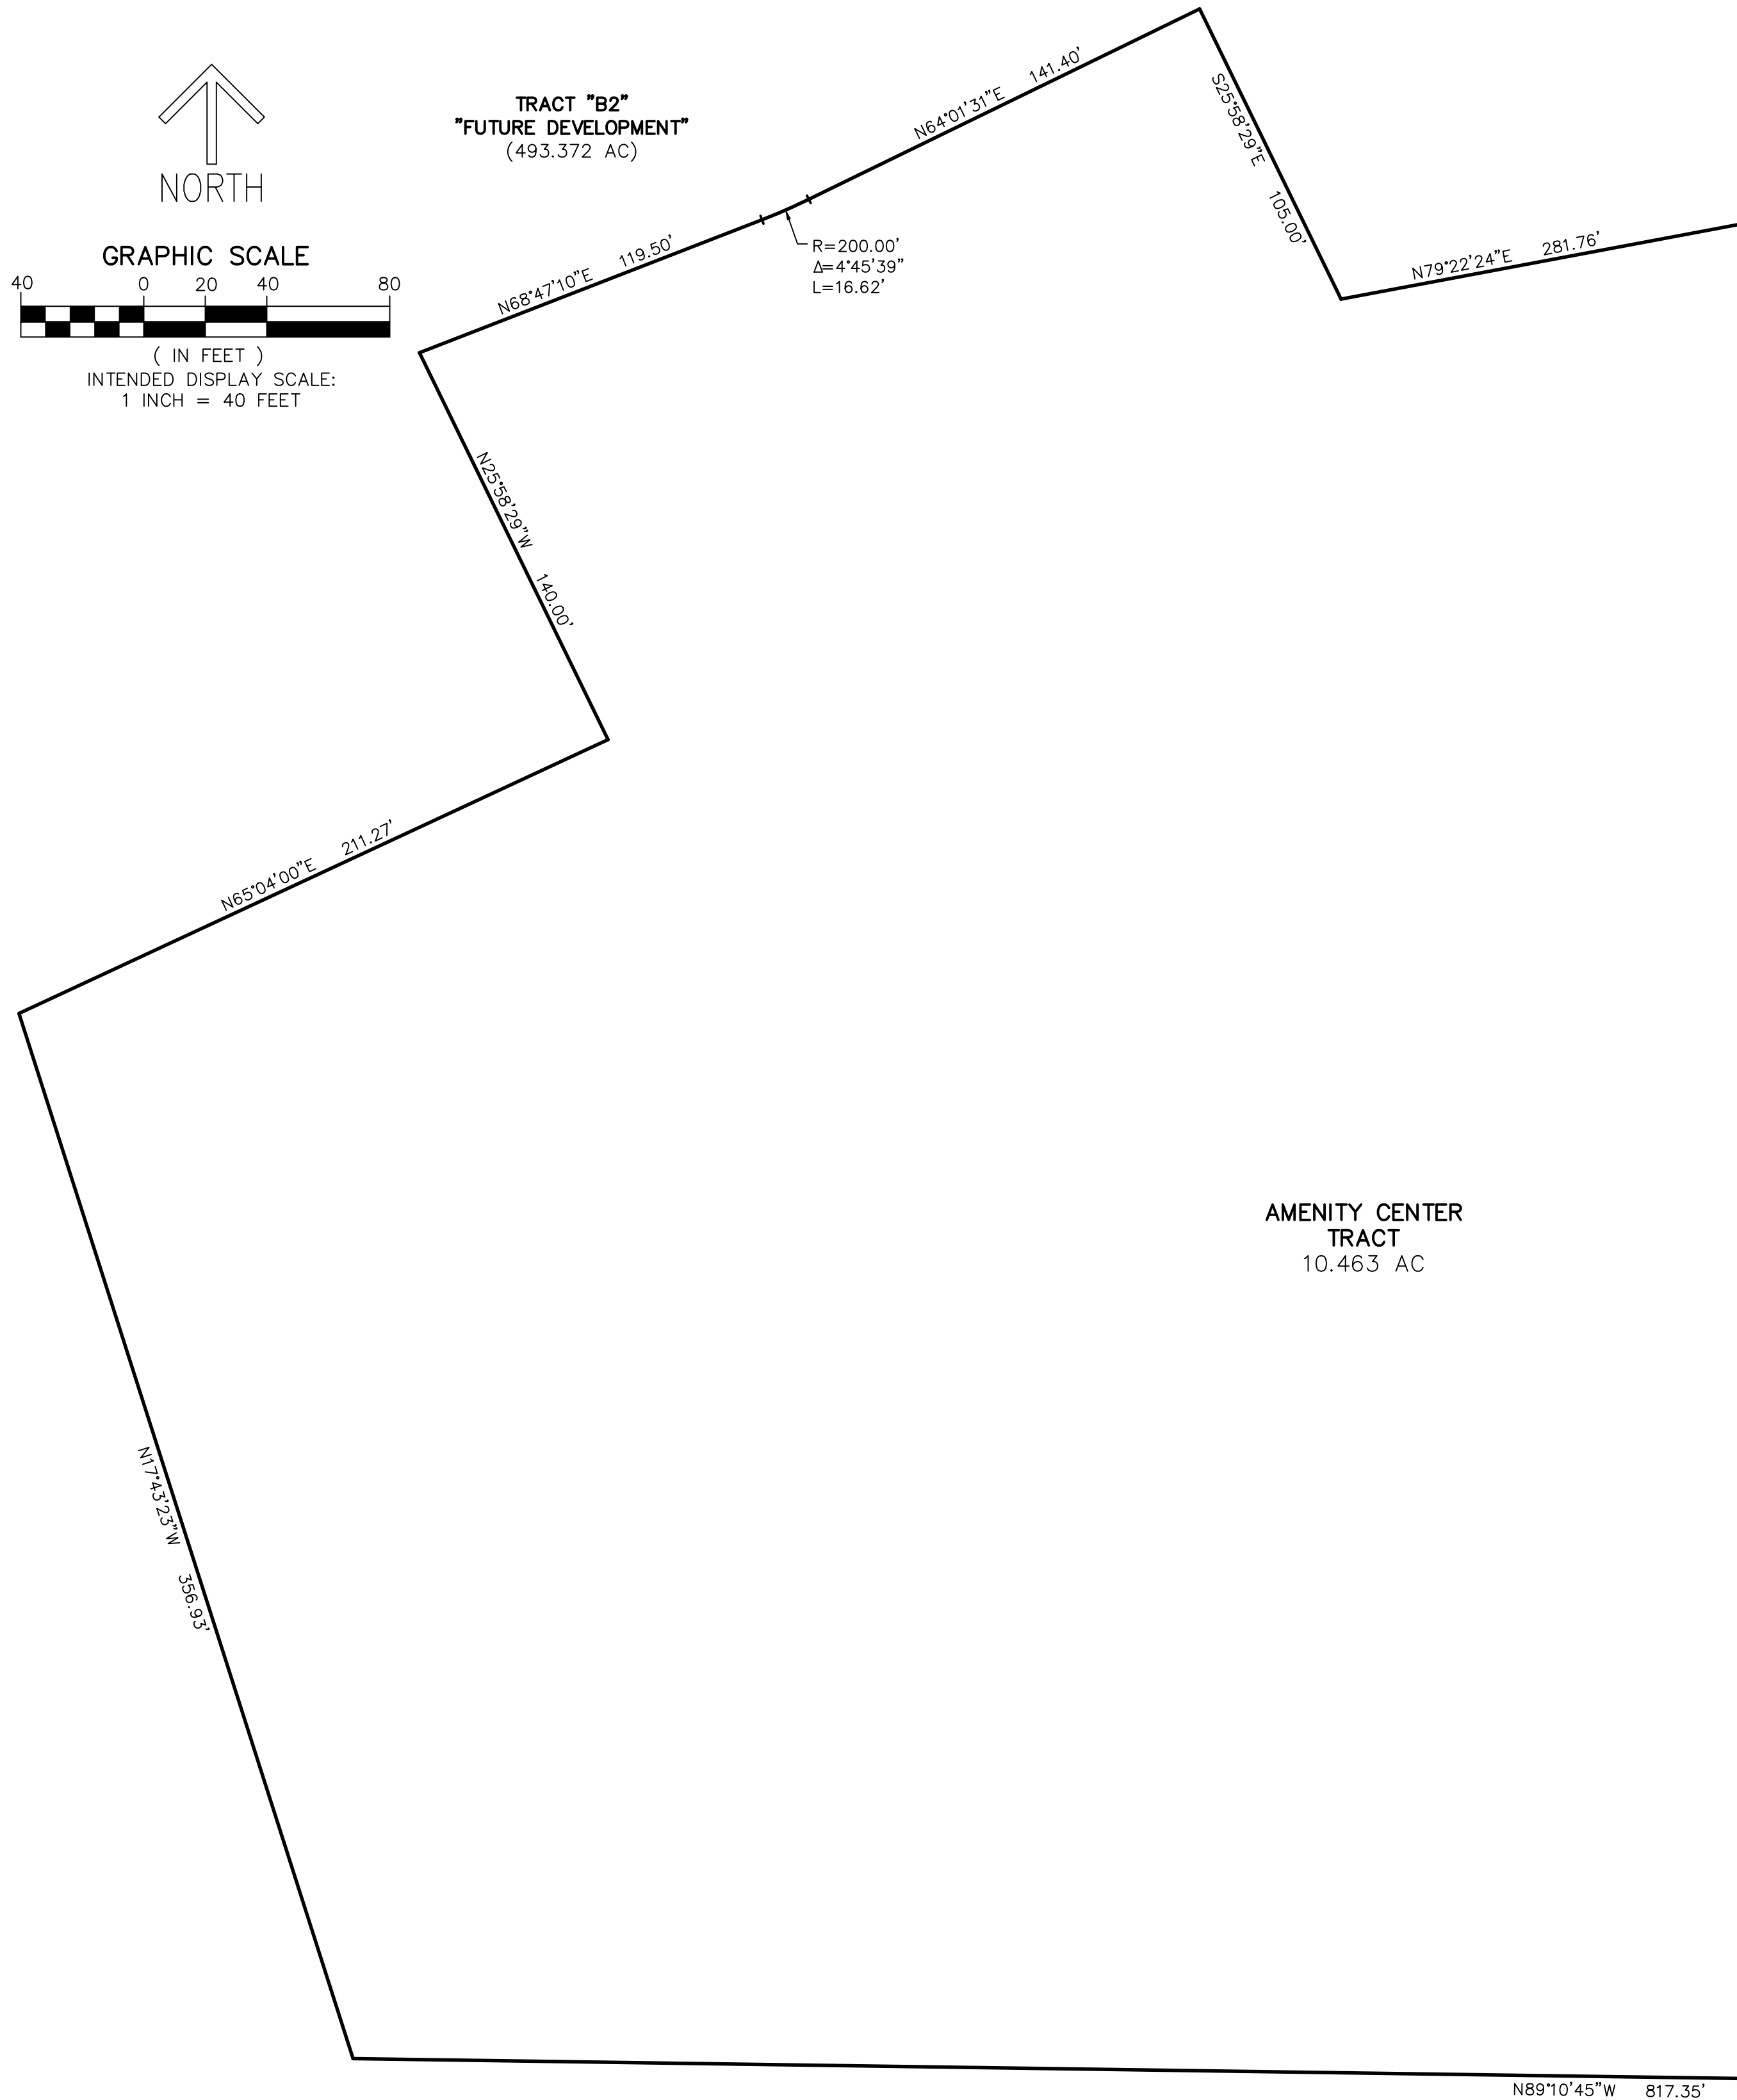 NORTH
GRAPHIC SCALE
40 0 20 40 80
( IN FEET )
INTENDED DISPLAY SCALE:
1 INCH = 40 FEET
TRACT "B2"
"FUTURE DEVELOPMENT"
(493.372 AC)
N64°01'31"E 141.40'
S25°58'29"E 105.00'
N79°22'24"E 281.76'
N68°47'10"E 119.50'
R=200.00'
Δ=4°45'39"
L=16.62'
N25°58'29"W 140.00'
N65°04'00"E 211.27'
N17°43'23"W 356.93'
AMENITY CENTER
TRACT
10.463 AC
N89°10'45"W 817.35'